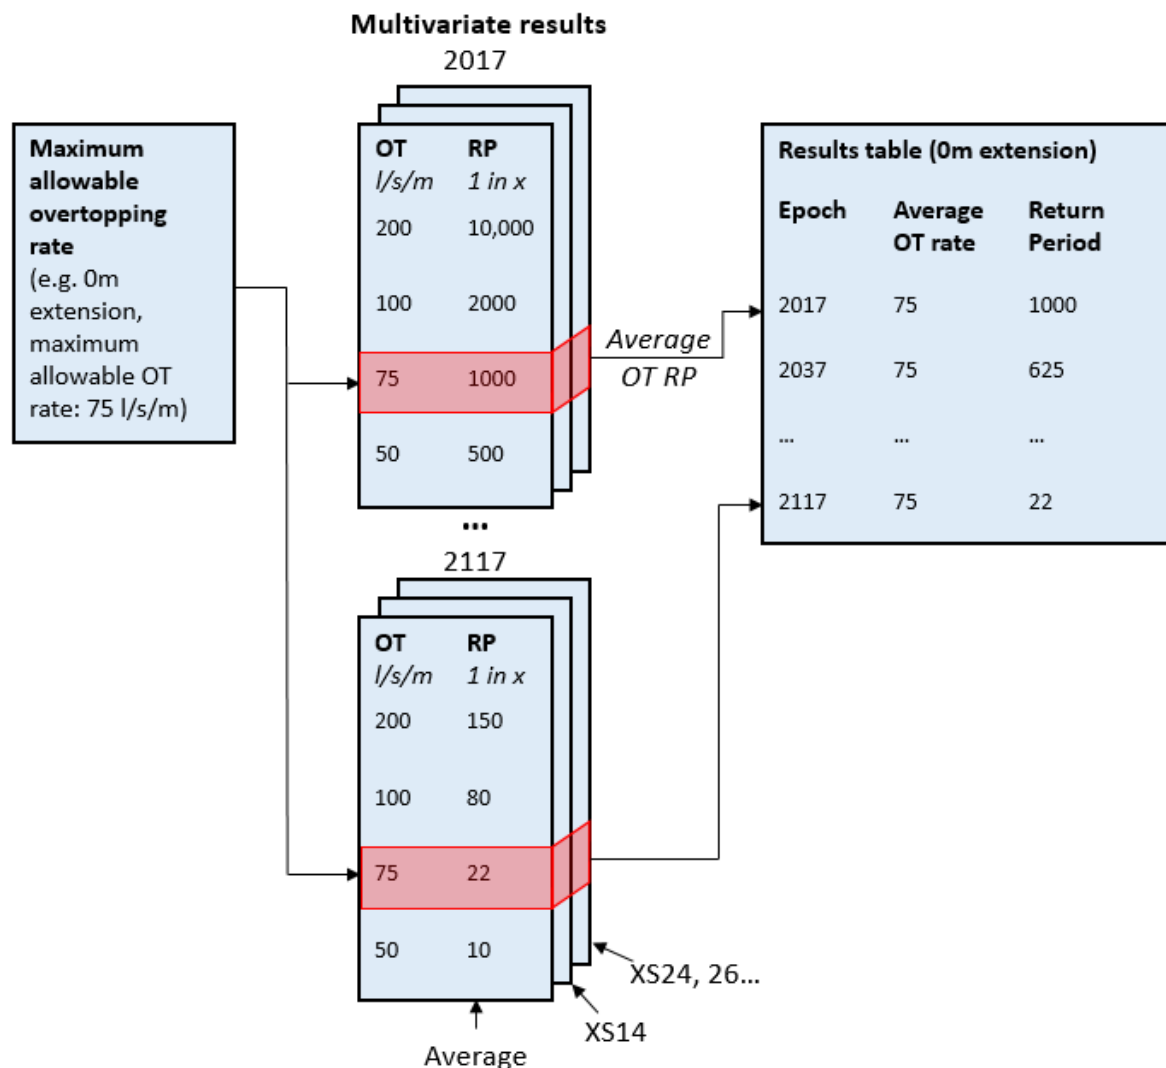 Multivariate results
2017
Maximum
allowable
overtopping
rate
(e.g. 0m
extension,
maximum
allowable OT
rate: 75 l/s/m)
OT RP
l/s/m 1 in x
200 10,000
100 2000
75 1000
50 500
...
Average
OT RP
Results table (0m extension)
Epoch Average Return
OT rate Period
2017 75 1000
2037 75 625
... ... ...
2117 75 22
2117
OT RP
l/s/m 1 in x
200 150
100 80
75 22
50 10
XS24, 26...
XS14
Average